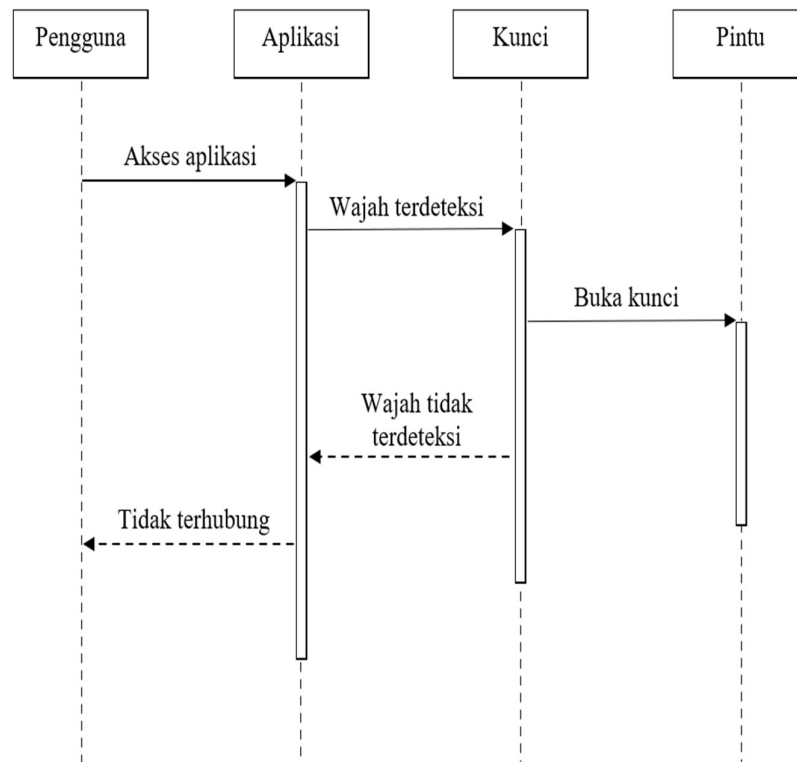 Pengguna
Aplikasi
Kunci
Pintu
Akses aplikasi
Wajah terdeteksi
Buka kunci
Wajah tidak
terdeteksi
Tidak terhubung